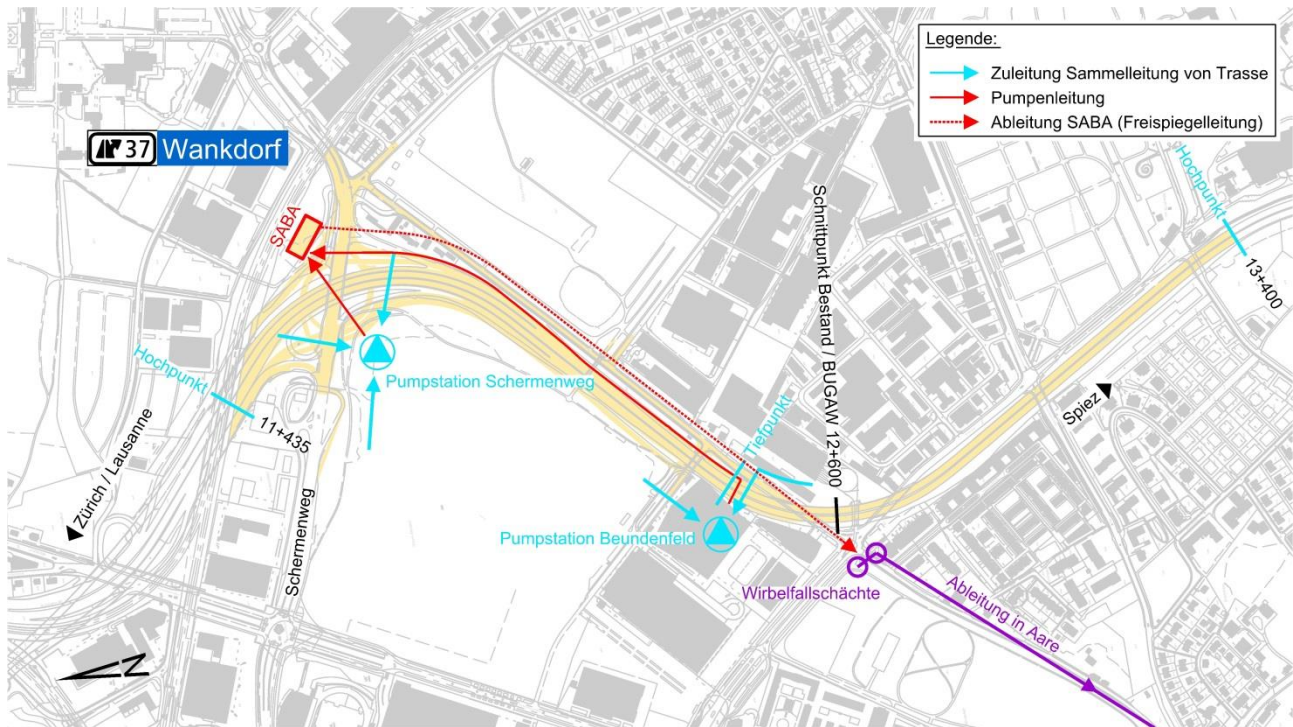 Legende:
Zuleitung Sammelleitung von Trasse
Pumpenleitung
Ableitung SABA (Freispiegelleitung)
37 Wankdorf
SABA
Hochpunkt
13+400
Schnittpunkt Bestand / BUGAW 12+600
Pumpstation Schermenweg
Hochpunkt
11+435
Zürich / Lausanne
Schermenweg
Spiez
Tiefpunkt
Pumpstation Beundenfeld
Wirbelfallschächte
Ableitung in Aare
N